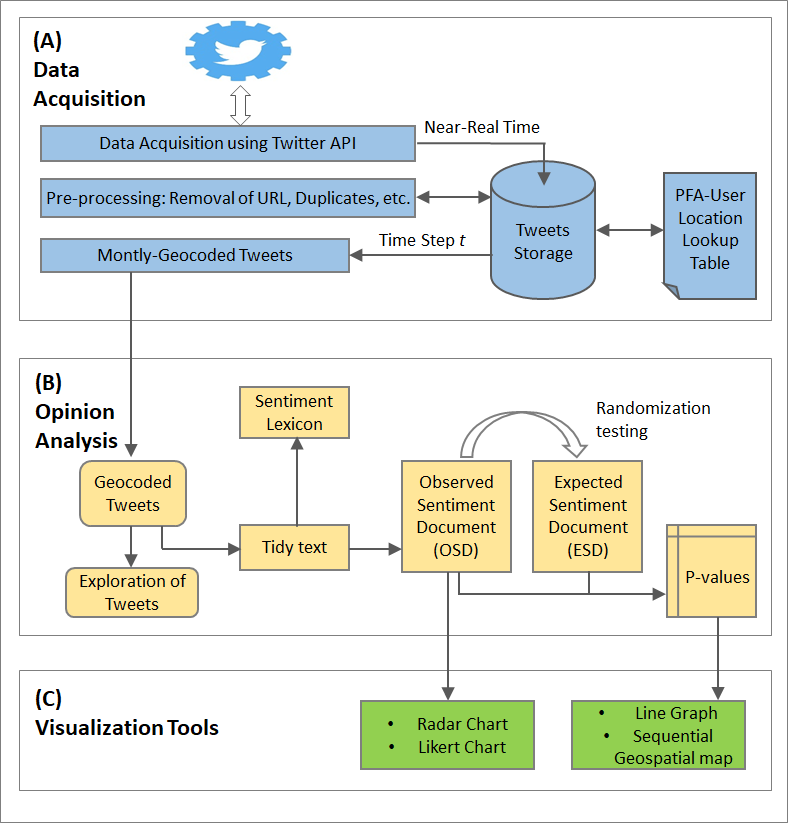 (A)
Data
Acquisition
Data Acquisition using Twitter API
Near-Real Time
Pre-processing: Removal of URL, Duplicates, etc.
Tweets
Storage
PFA-User
Location
Lookup
Table
Time Step t
Montly-Geocoded Tweets
(B)
Opinion
Analysis
Sentiment
Lexicon
Randomization
testing
Geocoded
Tweets
Tidy text
Observed
Sentiment
Document
(OSD)
Expected
Sentiment
Document
(ESD)
P-values
Exploration of
Tweets
(C)
Visualization Tools
• Radar Chart
• Likert Chart
• Line Graph
• Sequential
Geospatial map